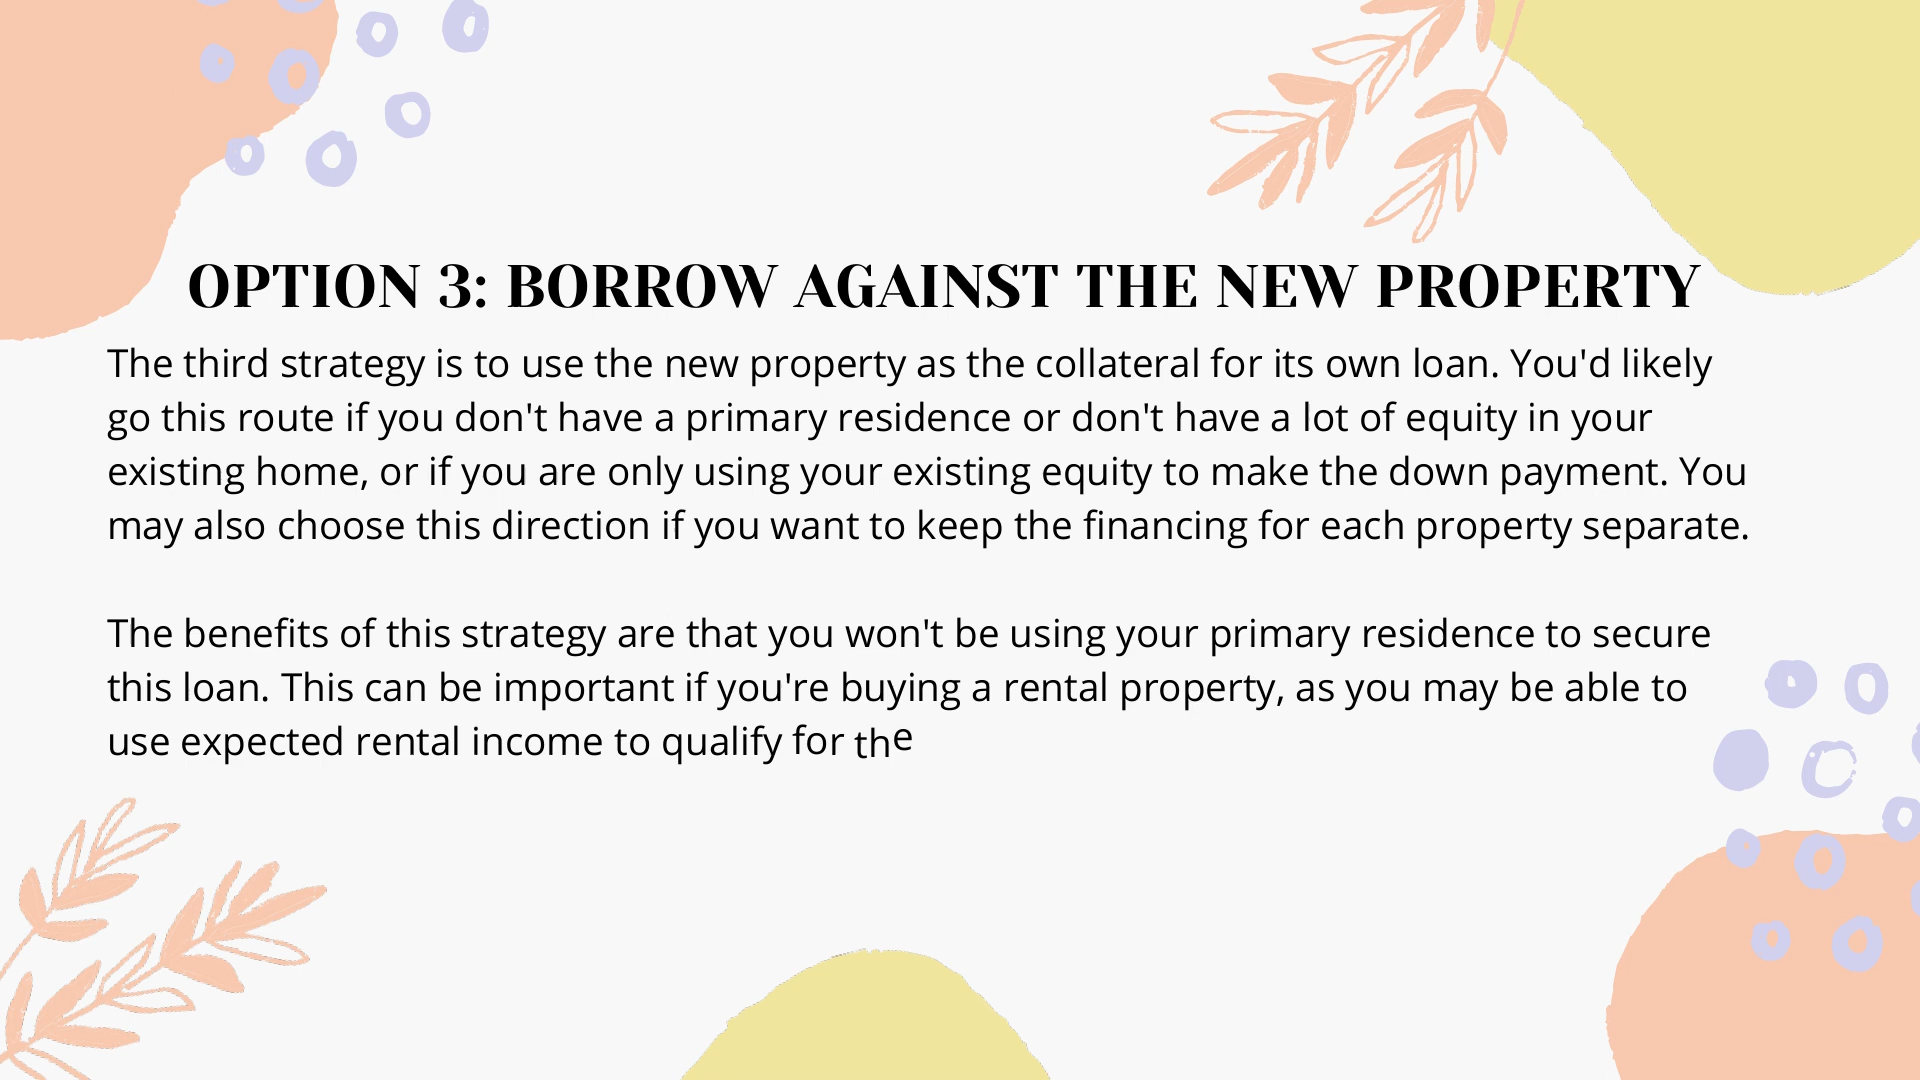 OPTION 3: BORROW AGAINST THE NEW PROPERTY
The third strategy is to use the new property as the collateral for its own loan. You'd likely
go this route if you don't have a primary residence or don't have a lot of equity in your
existing home, or if you are only using your existing equity to make the down payment. You
may also choose this direction if you want to keep the financing for each property separate.
The benefits of this strategy are that you won't be using your primary residence to secure
this loan. This can be important if you're buying a rental property, as you may be able to
use expected rental income to qualify for the